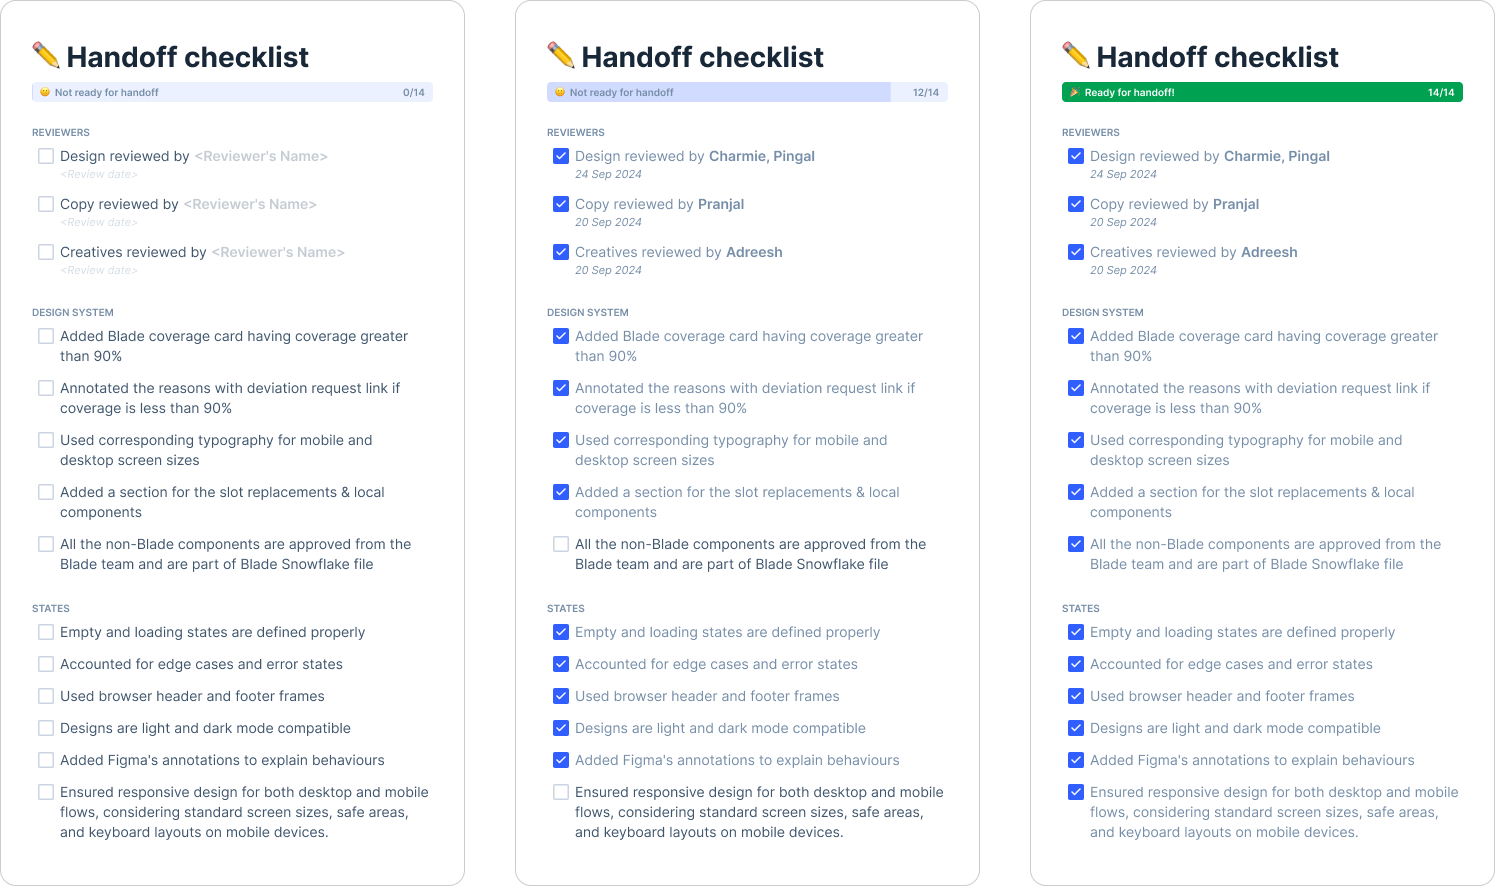 Handoff checklist
Not ready for handoff 0/14
REVIEWERS
Design reviewed by <Reviewer's Name>
<Review date>
Copy reviewed by <Reviewer's Name>
<Review date>
Creatives reviewed by <Reviewer's Name>
<Review date>
DESIGN SYSTEM
Added Blade coverage card having coverage greater
than 90%
Annotated the reasons with deviation request link if
coverage is less than 90%
Used corresponding typography for mobile and
desktop screen sizes
Added a section for the slot replacements & local
components
All the non-Blade components are approved from the
Blade team and are part of Blade Snowflake file
STATES
Empty and loading states are defined properly
Accounted for edge cases and error states
Used browser header and footer frames
Designs are light and dark mode compatible
Added Figma's annotations to explain behaviours
Ensured responsive design for both desktop and mobile
flows, considering standard screen sizes, safe areas,
and keyboard layouts on mobile devices.
Handoff checklist
Not ready for handoff 12/14
REVIEWERS
Design reviewed by Charmie, Pingal
24 Sep 2024
Copy reviewed by Pranjal
20 Sep 2024
Creatives reviewed by Adreesh
20 Sep 2024
DESIGN SYSTEM
Added Blade coverage card having coverage greater
than 90%
Annotated the reasons with deviation request link if
coverage is less than 90%
Used corresponding typography for mobile and
desktop screen sizes
Added a section for the slot replacements & local
components
All the non-Blade components are approved from the
Blade team and are part of Blade Snowflake file
STATES
Empty and loading states are defined properly
Accounted for edge cases and error states
Used browser header and footer frames
Designs are light and dark mode compatible
Added Figma's annotations to explain behaviours
Ensured responsive design for both desktop and mobile
flows, considering standard screen sizes, safe areas,
and keyboard layouts on mobile devices.
Handoff checklist
Ready for handoff! 14/14
REVIEWERS
Design reviewed by Charmie, Pingal
24 Sep 2024
Copy reviewed by Pranjal
20 Sep 2024
Creatives reviewed by Adreesh
20 Sep 2024
DESIGN SYSTEM
Added Blade coverage card having coverage greater
than 90%
Annotated the reasons with deviation request link if
coverage is less than 90%
Used corresponding typography for mobile and
desktop screen sizes
Added a section for the slot replacements & local
components
All the non-Blade components are approved from the
Blade team and are part of Blade Snowflake file
STATES
Empty and loading states are defined properly
Accounted for edge cases and error states
Used browser header and footer frames
Designs are light and dark mode compatible
Added Figma's annotations to explain behaviours
Ensured responsive design for both desktop and mobile
flows, considering standard screen sizes, safe areas,
and keyboard layouts on mobile devices.